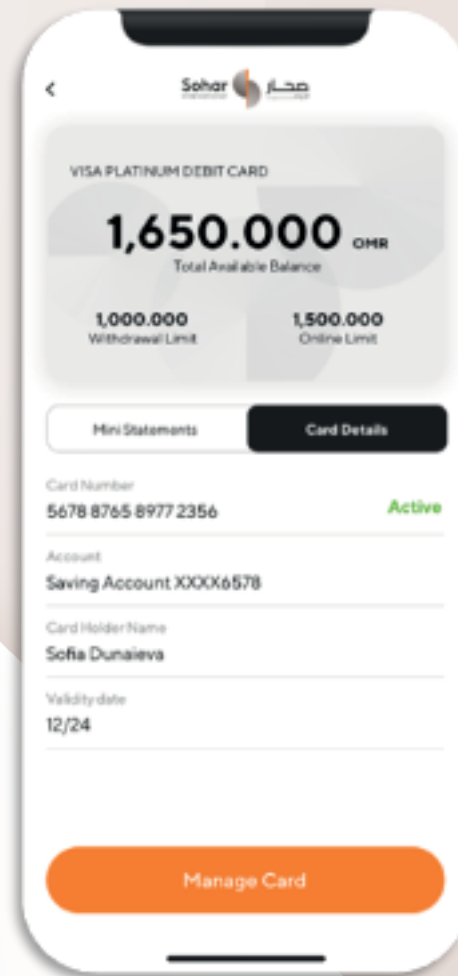 Sohar صحار
VISA PLATINUM DEBIT CARD
1,650.000 OMR
Total Available Balance
1,000.000 1,500.000
Withdrawal Limit Online Limit
Mini Statements Card Details
Card Number
5678 8765 8977 2356 Active
Account
Saving Account XXXX6578
Card Holder Name
Sofia Dunaieva
Validity date
12/24
Manage Card